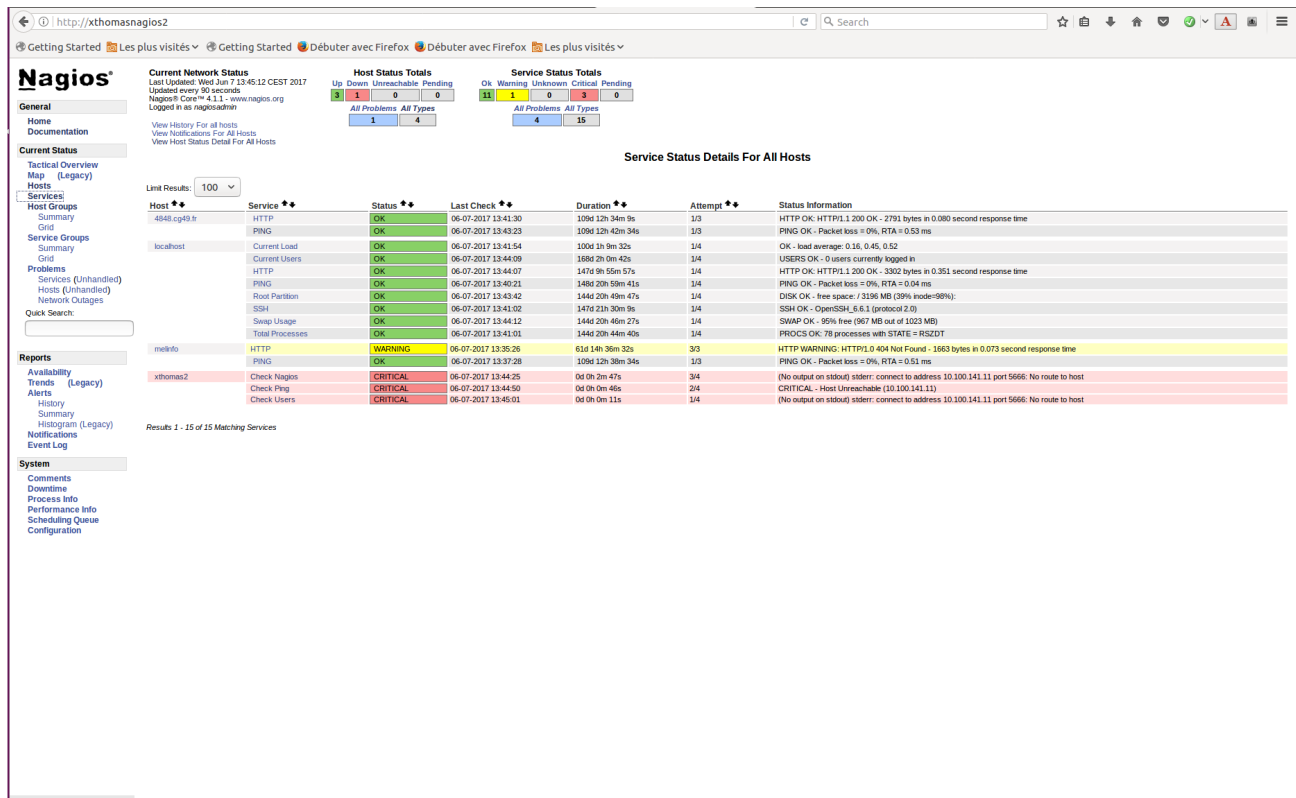 http://xthomasnagios2
Search
Getting Started Les plus visités Getting Started Débuter avec Firefox Débuter avec Firefox Les plus visités
Nagios®
General
Home
Documentation
Current Status
Tactical Overview
Map (Legacy)
Hosts
Services
Host Groups
Summary
Grid
Service Groups
Summary
Grid
Problems
Services (Unhandled)
Hosts (Unhandled)
Network Outages
Quick Search:
Reports
Availability
Trends (Legacy)
Alerts
History
Summary
Histogram (Legacy)
Notifications
Event Log
System
Comments
Downtime
Process Info
Performance Info
Scheduling Queue
Configuration
Current Network Status
Last Updated: Wed Jun 7 13:45:12 CEST 2017
Updated every 90 seconds
Nagios® Core™ 4.1.1 - www.nagios.org
Logged in as nagiosadmin
View History For all hosts
View Notifications For All Hosts
View Host Status Detail For All Hosts
Host Status Totals
Up Down Unreachable Pending
3 1 0 0
All Problems All Types
1 4
Service Status Totals
Ok Warning Unknown Critical Pending
11 1 0 3 0
All Problems All Types
4 15
Service Status Details For All Hosts
Limit Results: 100
Host Service Status Last Check Duration Attempt Status Information
4848.cg49.fr HTTP OK 06-07-2017 13:41:30 109d 12h 34m 9s 1/3 HTTP OK: HTTP/1.1 200 OK - 2791 bytes in 0.080 second response time
PING OK 06-07-2017 13:43:23 109d 12h 42m 34s 1/3 PING OK - Packet loss = 0%, RTA = 0.53 ms
localhost Current Load OK 06-07-2017 13:41:54 100d 1h 9m 32s 1/4 OK - load average: 0.16, 0.45, 0.52
Current Users OK 06-07-2017 13:44:09 168d 2h 0m 42s 1/4 USERS OK - 0 users currently logged in
HTTP OK 06-07-2017 13:44:07 147d 9h 55m 57s 1/4 HTTP OK: HTTP/1.1 200 OK - 3302 bytes in 0.351 second response time
PING OK 06-07-2017 13:40:21 148d 20h 59m 41s 1/4 PING OK - Packet loss = 0%, RTA = 0.04 ms
Root Partition OK 06-07-2017 13:43:42 144d 20h 49m 47s 1/4 DISK OK - free space: / 3196 MB (39% inode=98%):
SSH OK 06-07-2017 13:41:02 147d 21h 30m 9s 1/4 SSH OK - OpenSSH_6.6.1 (protocol 2.0)
Swap Usage OK 06-07-2017 13:44:12 144d 20h 46m 27s 1/4 SWAP OK - 95% free (967 MB out of 1023 MB)
Total Processes OK 06-07-2017 13:41:01 144d 20h 44m 40s 1/4 PROCS OK: 78 processes with STATE = RSZDT
melinfo HTTP WARNING 06-07-2017 13:35:26 61d 14h 36m 32s 3/3 HTTP WARNING: HTTP/1.0 404 Not Found - 1663 bytes in 0.073 second response time
PING OK 06-07-2017 13:37:28 109d 12h 38m 34s 1/3 PING OK - Packet loss = 0%, RTA = 0.51 ms
xthomas2 Check Nagios CRITICAL 06-07-2017 13:44:25 0d 0h 2m 47s 3/4 (No output on stdout) stderr: connect to address 10.100.141.11 port 5666: No route to host
Check Ping CRITICAL 06-07-2017 13:44:50 0d 0h 0m 46s 2/4 CRITICAL - Host Unreachable (10.100.141.11)
Check Users CRITICAL 06-07-2017 13:45:01 0d 0h 0m 11s 1/4 (No output on stdout) stderr: connect to address 10.100.141.11 port 5666: No route to host
Results 1 - 15 of 15 Matching Services